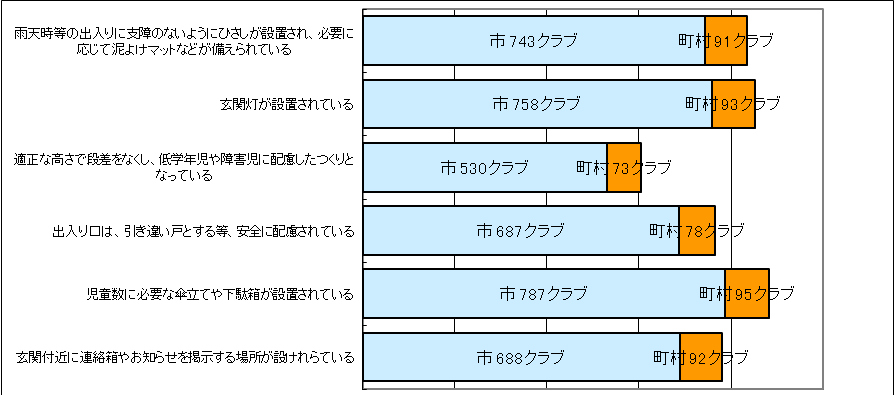 雨天時等の出入りに支障のないようにひさしが設置され、必要に
応じて泥よけマットなどが備えられている
市743クラブ
町村91クラブ
玄関灯が設置されている
市758クラブ
町村93クラブ
適正な高さで段差をなくし、低学年児や障害児に配慮したつくりと
なっている
市530クラブ
町村73クラブ
出入り口は、引き違い戸とする等、安全に配慮されている
市687クラブ
町村78クラブ
児童数に必要な傘立てや下駄箱が設置されている
市787クラブ
町村95クラブ
玄関付近に連絡箱やお知らせを掲示する場所が設けれらている
市688クラブ
町村92クラブ